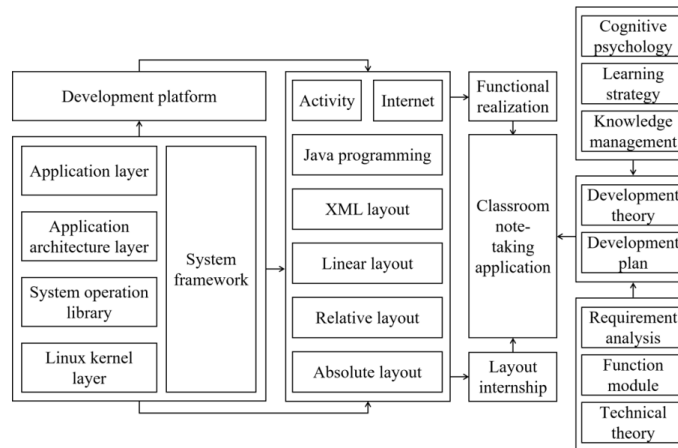 Development platform
Application layer
Application
architecture layer
System operation
library
Linux kernel
layer
System
framework
Activity
Internet
Java programming
XML layout
Linear layout
Relative layout
Absolute layout
Functional
realization
Classroom
note-
taking
application
Layout
internship
Cognitive
psychology
Learning
strategy
Knowledge
management
Development
theory
Development
plan
Requirement
analysis
Function
module
Technical
theory